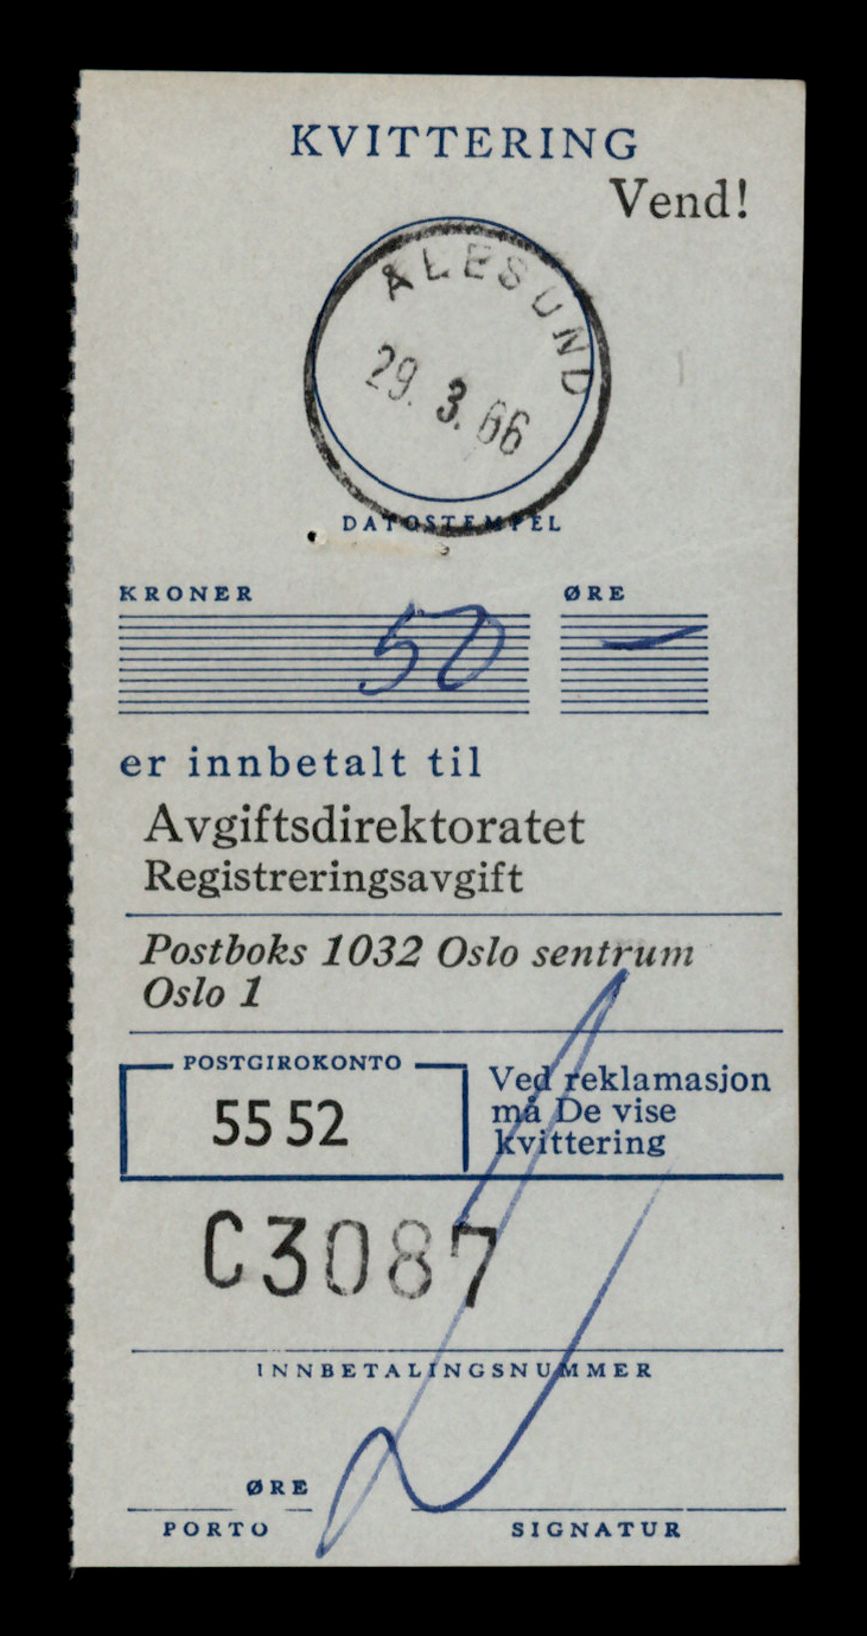 KVITTERING
Vend!
ÅLESUND
29. 3. 66
DATOSTEMPEL
KRONER ØRE
50 —
er innbetalt til
Avgiftsdirektoratet
Registreringsavgift
Postboks 1032 Oslo sentrum
Oslo 1
POSTGIROKONTO
55 52
Ved reklamasjon
må De vise
kvittering
C3087
INNBETALINGSNUMMER
ØRE
PORTO SIGNATUR